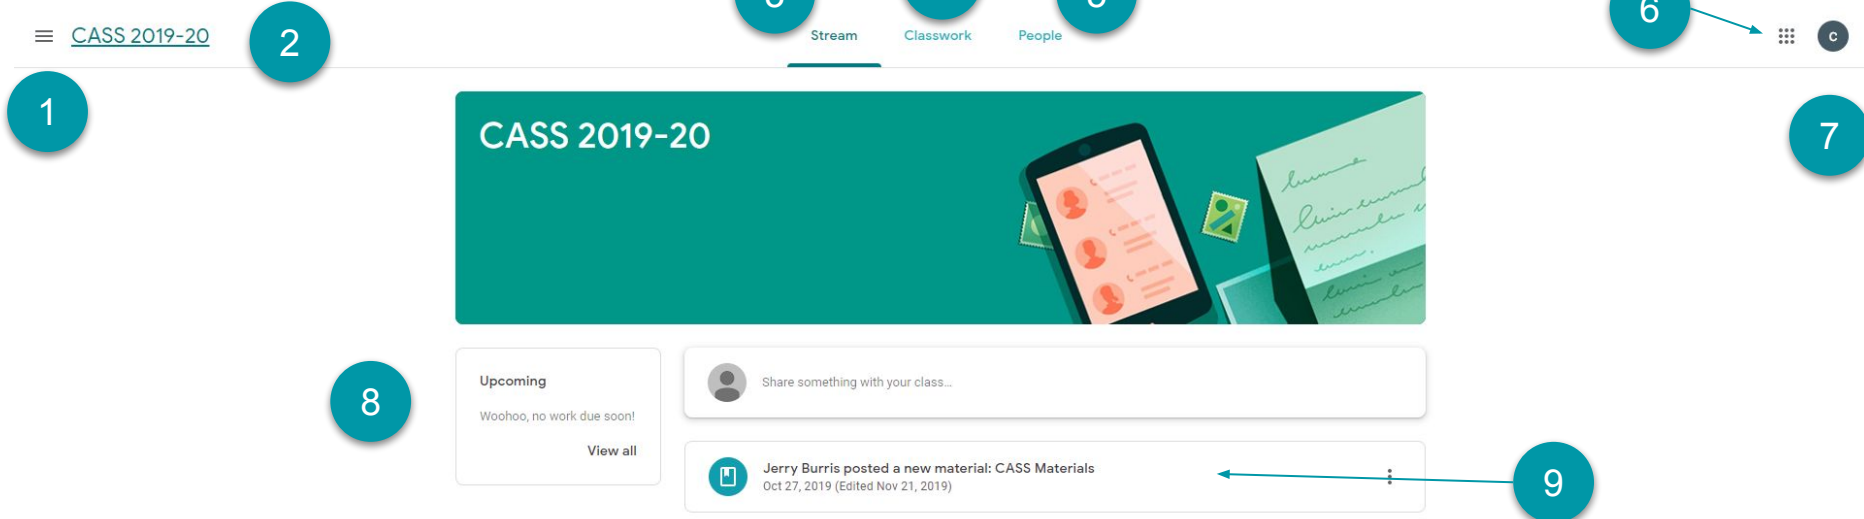 6
CASS 2019-20
2
Stream
Classwork
People
C
1
7
CASS 2019-20
8
Upcoming
Woohoo, no work due soon!
View all
Share something with your class...
Jerry Burris posted a new material: CASS Materials
Oct 27, 2019 (Edited Nov 21, 2019)
9